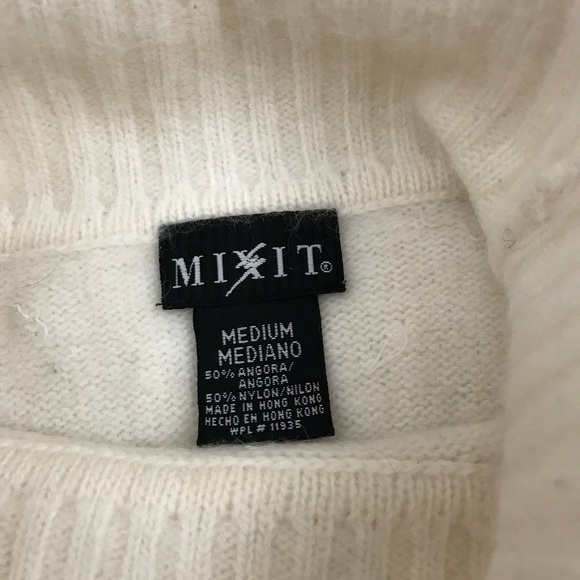 MIXIT®
MEDIUM
MEDIANO
50% ANGORA/
ANGORA
50% NYLON/NILON
MADE IN HONG KONG
HECHO EN HONG KONG
WPL # 11935